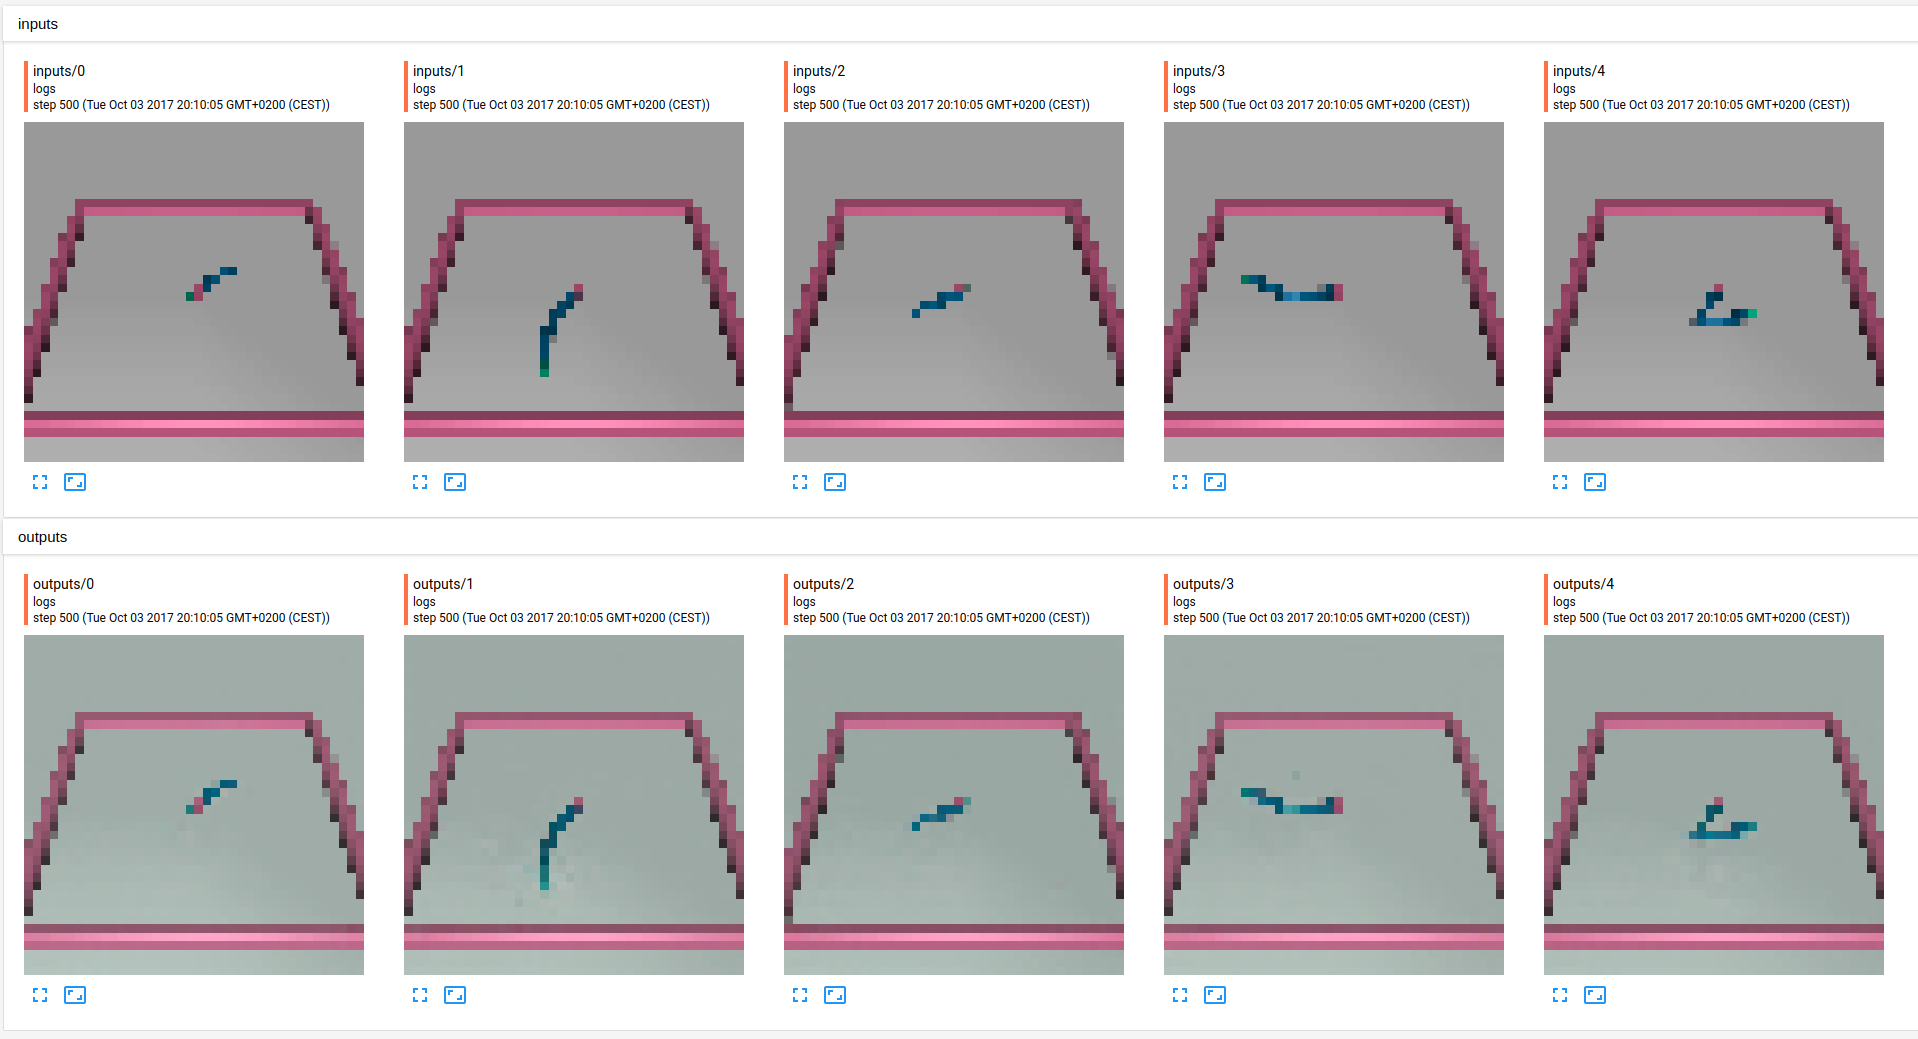 inputs
inputs/0
logs
step 500 (Tue Oct 03 2017 20:10:05 GMT+0200 (CEST))
inputs/1
logs
step 500 (Tue Oct 03 2017 20:10:05 GMT+0200 (CEST))
inputs/2
logs
step 500 (Tue Oct 03 2017 20:10:05 GMT+0200 (CEST))
inputs/3
logs
step 500 (Tue Oct 03 2017 20:10:05 GMT+0200 (CEST))
inputs/4
logs
step 500 (Tue Oct 03 2017 20:10:05 GMT+0200 (CEST))
outputs
outputs/0
logs
step 500 (Tue Oct 03 2017 20:10:05 GMT+0200 (CEST))
outputs/1
logs
step 500 (Tue Oct 03 2017 20:10:05 GMT+0200 (CEST))
outputs/2
logs
step 500 (Tue Oct 03 2017 20:10:05 GMT+0200 (CEST))
outputs/3
logs
step 500 (Tue Oct 03 2017 20:10:05 GMT+0200 (CEST))
outputs/4
logs
step 500 (Tue Oct 03 2017 20:10:05 GMT+0200 (CEST))